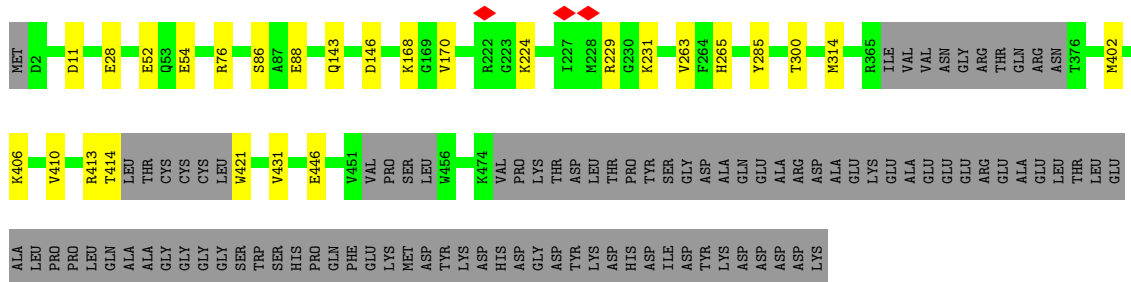 MET D2 D11 E28 E52 Q53 E54 R76 S86 A87 E88 Q143 D146 K168 G169 V170 R222 G223 K224 I227 M228 R229 G230 K231 V263 F264 H265 Y285 T300 M314 R365 ILE VAL VAL ASN GLY ARG THR GLN ARG ASN T376 M402
K406 V410 R413 T414 LEU THR CYS CYS CYS LEU W421 V431 E446 V451 VAL PRO SER LEU W456 K474 VAL PRO LYS THR ASP LEU THR PRO TYR SER GLY ASP ALA GLN GLU ALA ARG ASP ALA GLU LYS GLU ALA GLU GLU GLU ARG GLU ALA GLU LEU THR LEU GLU
ALA LEU PRO PRO LEU GLN ALA ALA GLY GLY GLY GLY SER TRP SER HIS PRO GLN PHE GLU LYS MET ASP TYR LYS ASP HIS ASP GLY ASP TYR LYS ASP HIS ASP ILE ASP TYR LYS ASP ASP ASP ASP LYS